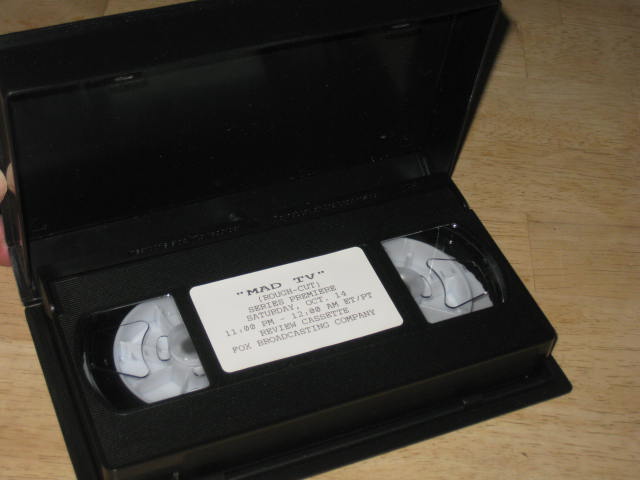 "MAD TV"
(ROUGH-CUT)
SERIES PREMIERE
SATURDAY, OCT. 14
11:00 PM - 12:00 AM ET/PT
REVIEW CASSETTE
FOX BROADCASTING COMPANY